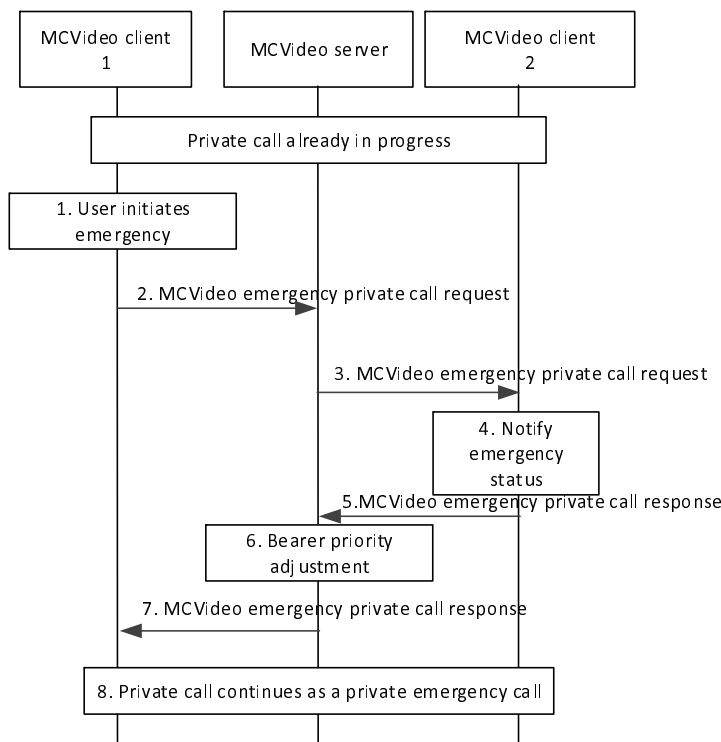 MCVideo client
1
MCVideo server
MCVideo client
2
Private call already in progress
1. User initiates
emergency
2. MCVideo emergency private call request
3. MCVideo emergency private call request
4. Notify
emergency
status
5.MCVideo emergency private call response
6. Bearer priority
adjustment
7. MCVideo emergency private call response
8. Private call continues as a private emergency call